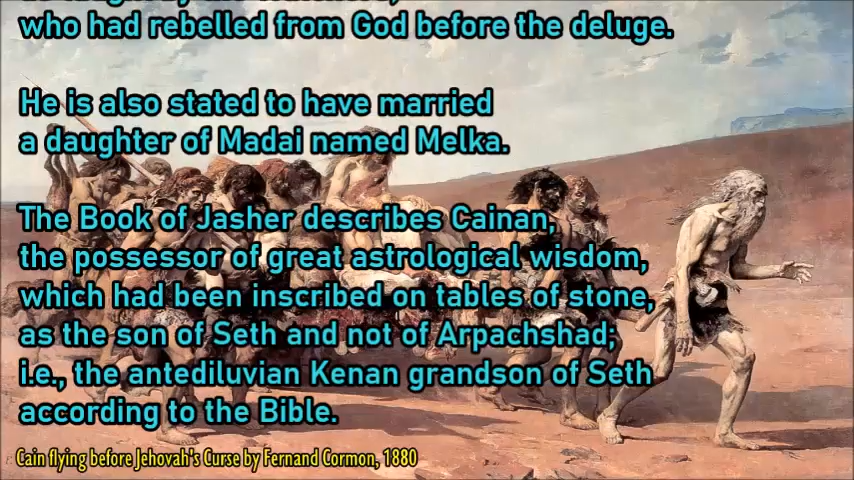 who had rebelled from God before the deluge.
He is also stated to have married
a daughter of Madai named Melka.
The Book of Jasher describes Cainan,
the possessor of great astrological wisdom,
which had been inscribed on tables of stone,
as the son of Seth and not of Arpachshad;
i.e., the antediluvian Kenan grandson of Seth
according to the Bible.
Cain flying before Jehovah's Curse by Fernand Cormon, 1880